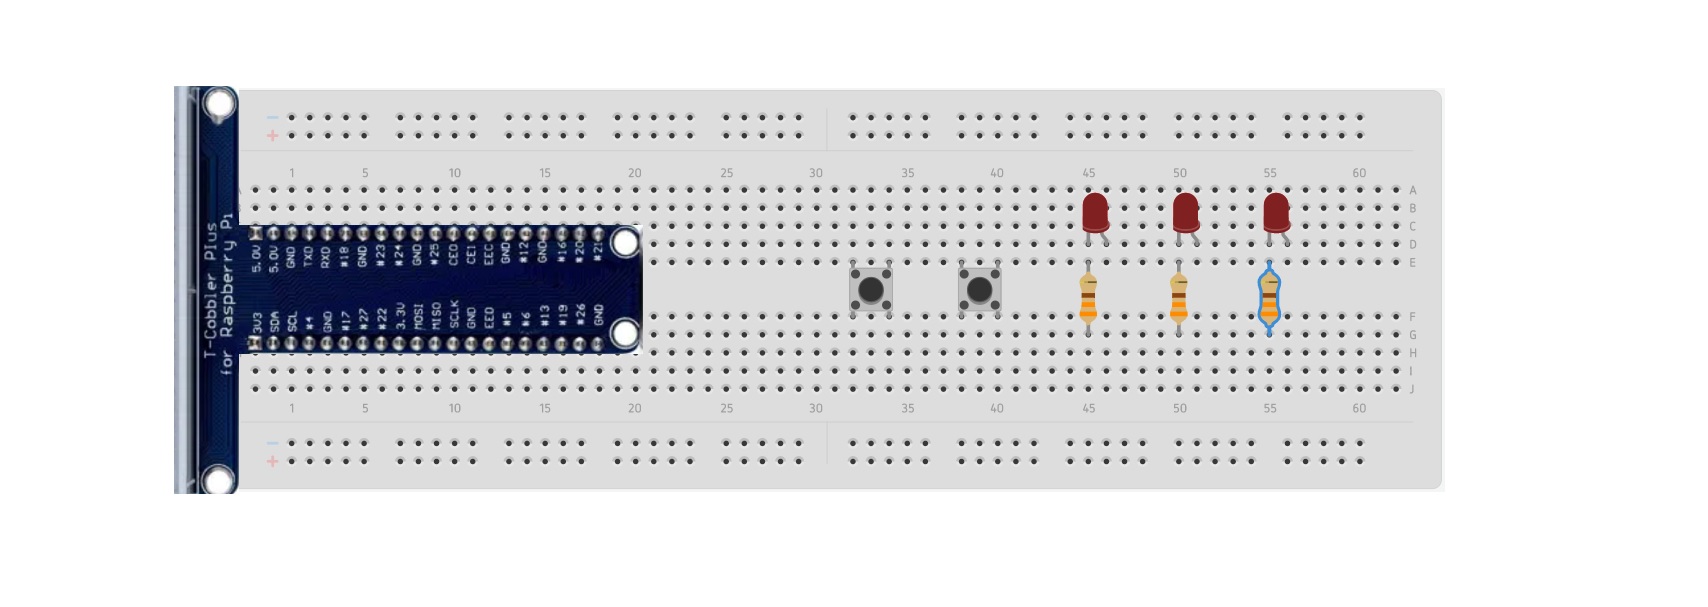 T-Cobbler Plus
for Raspberry Pi
−
+
1 5 10 15 20 25 30 35 40 45 50 55 60
A
B
C
D
E
5.0V 5.0V GND TXD RXD #18 GND #23 #24 GND #25 CE0 CE1 EEC GND #12 GND #16 #20 #21
3V3 SDA SCL #4 GND #17 #27 #22 3.3V MOSI MISO SCLK GND EED #5 #6 #13 #19 #26 GND
F
G
H
I
J
1 5 10 15 20 25 30 35 40 45 50 55 60
−
+